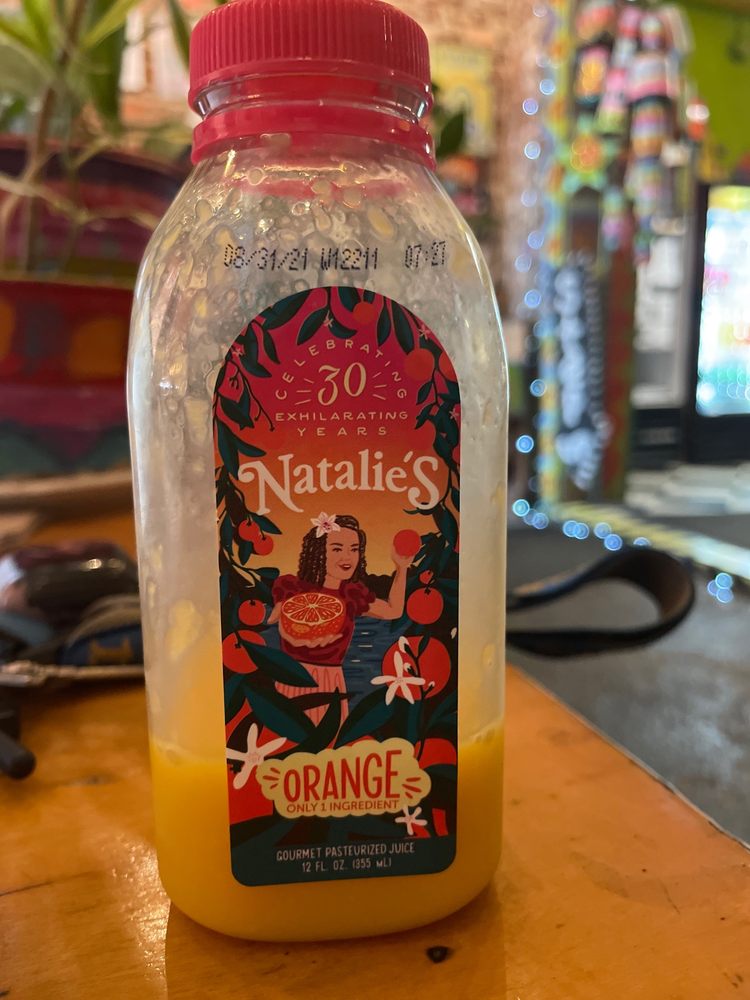 08/31/21 W12211 07:27
CELEBRATING
30
EXHILARATING
YEARS
Natalie's
ORANGE
ONLY 1 INGREDIENT
GOURMET PASTEURIZED JUICE
12 FL. OZ. (355 mL)